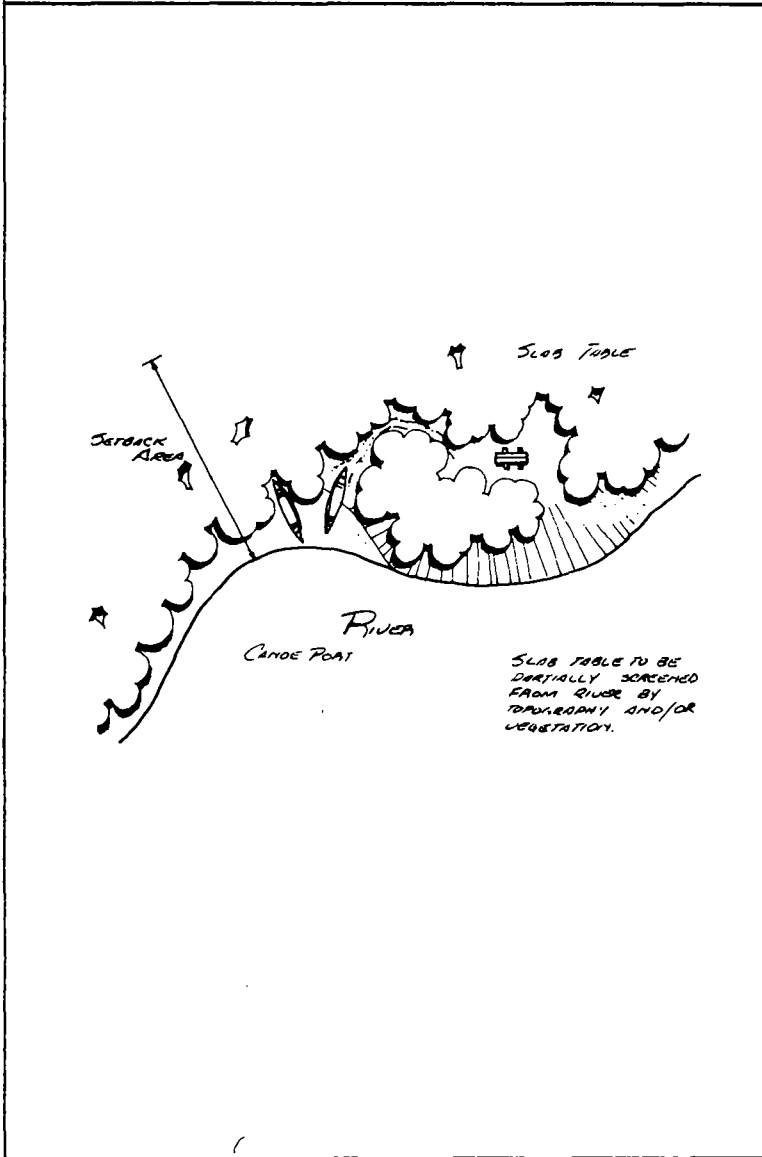 SLAB TABLE
SETBACK
AREA
RIVER
CANOE PORT
SLAB TABLE TO BE
PARTIALLY SCREENED
FROM RIVER BY
TOPOGRAPHY AND/OR
VEGETATION.